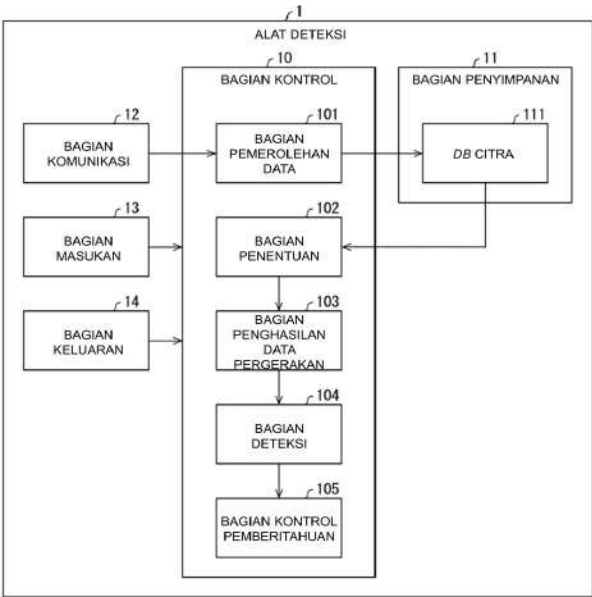 1
ALAT DETEKSI
10
BAGIAN KONTROL
11
BAGIAN PENYIMPANAN
12
BAGIAN
KOMUNIKASI
101
BAGIAN
PEMEROLEHAN
DATA
111
DB CITRA
13
BAGIAN
MASUKAN
102
BAGIAN
PENENTUAN
14
BAGIAN
KELUARAN
103
BAGIAN
PENGHASILAN
DATA
PERGERAKAN
104
BAGIAN
DETEKSI
105
BAGIAN KONTROL
PEMBERITAHUAN